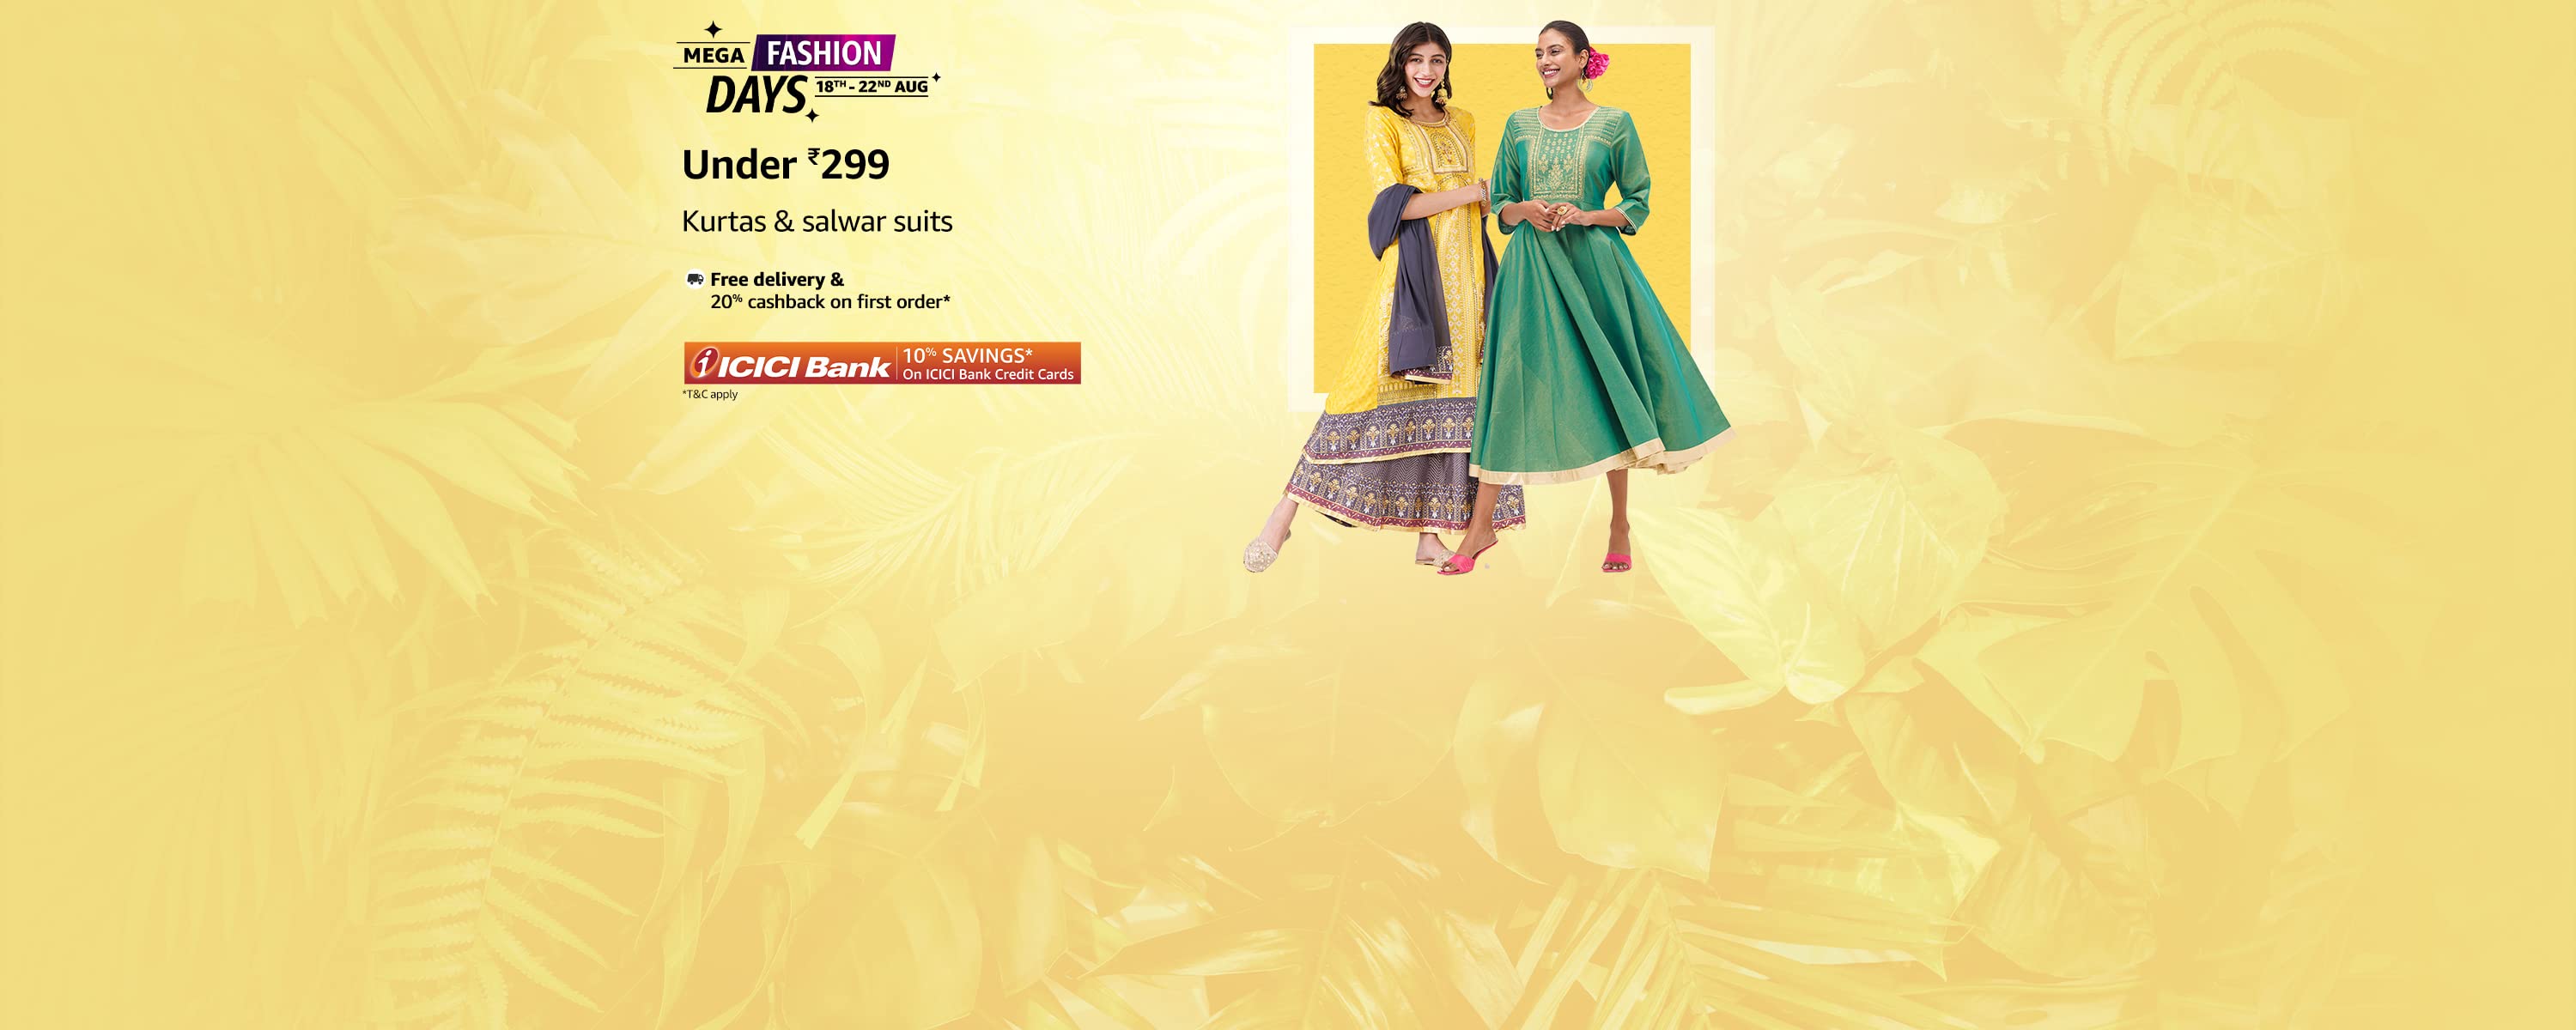 MEGA FASHION
DAYS 18TH - 22ND AUG
Under ₹299
Kurtas & salwar suits
Free delivery &
20% cashback on first order*
ICICI Bank
10% SAVINGS*
On ICICI Bank Credit Cards
*T&C apply